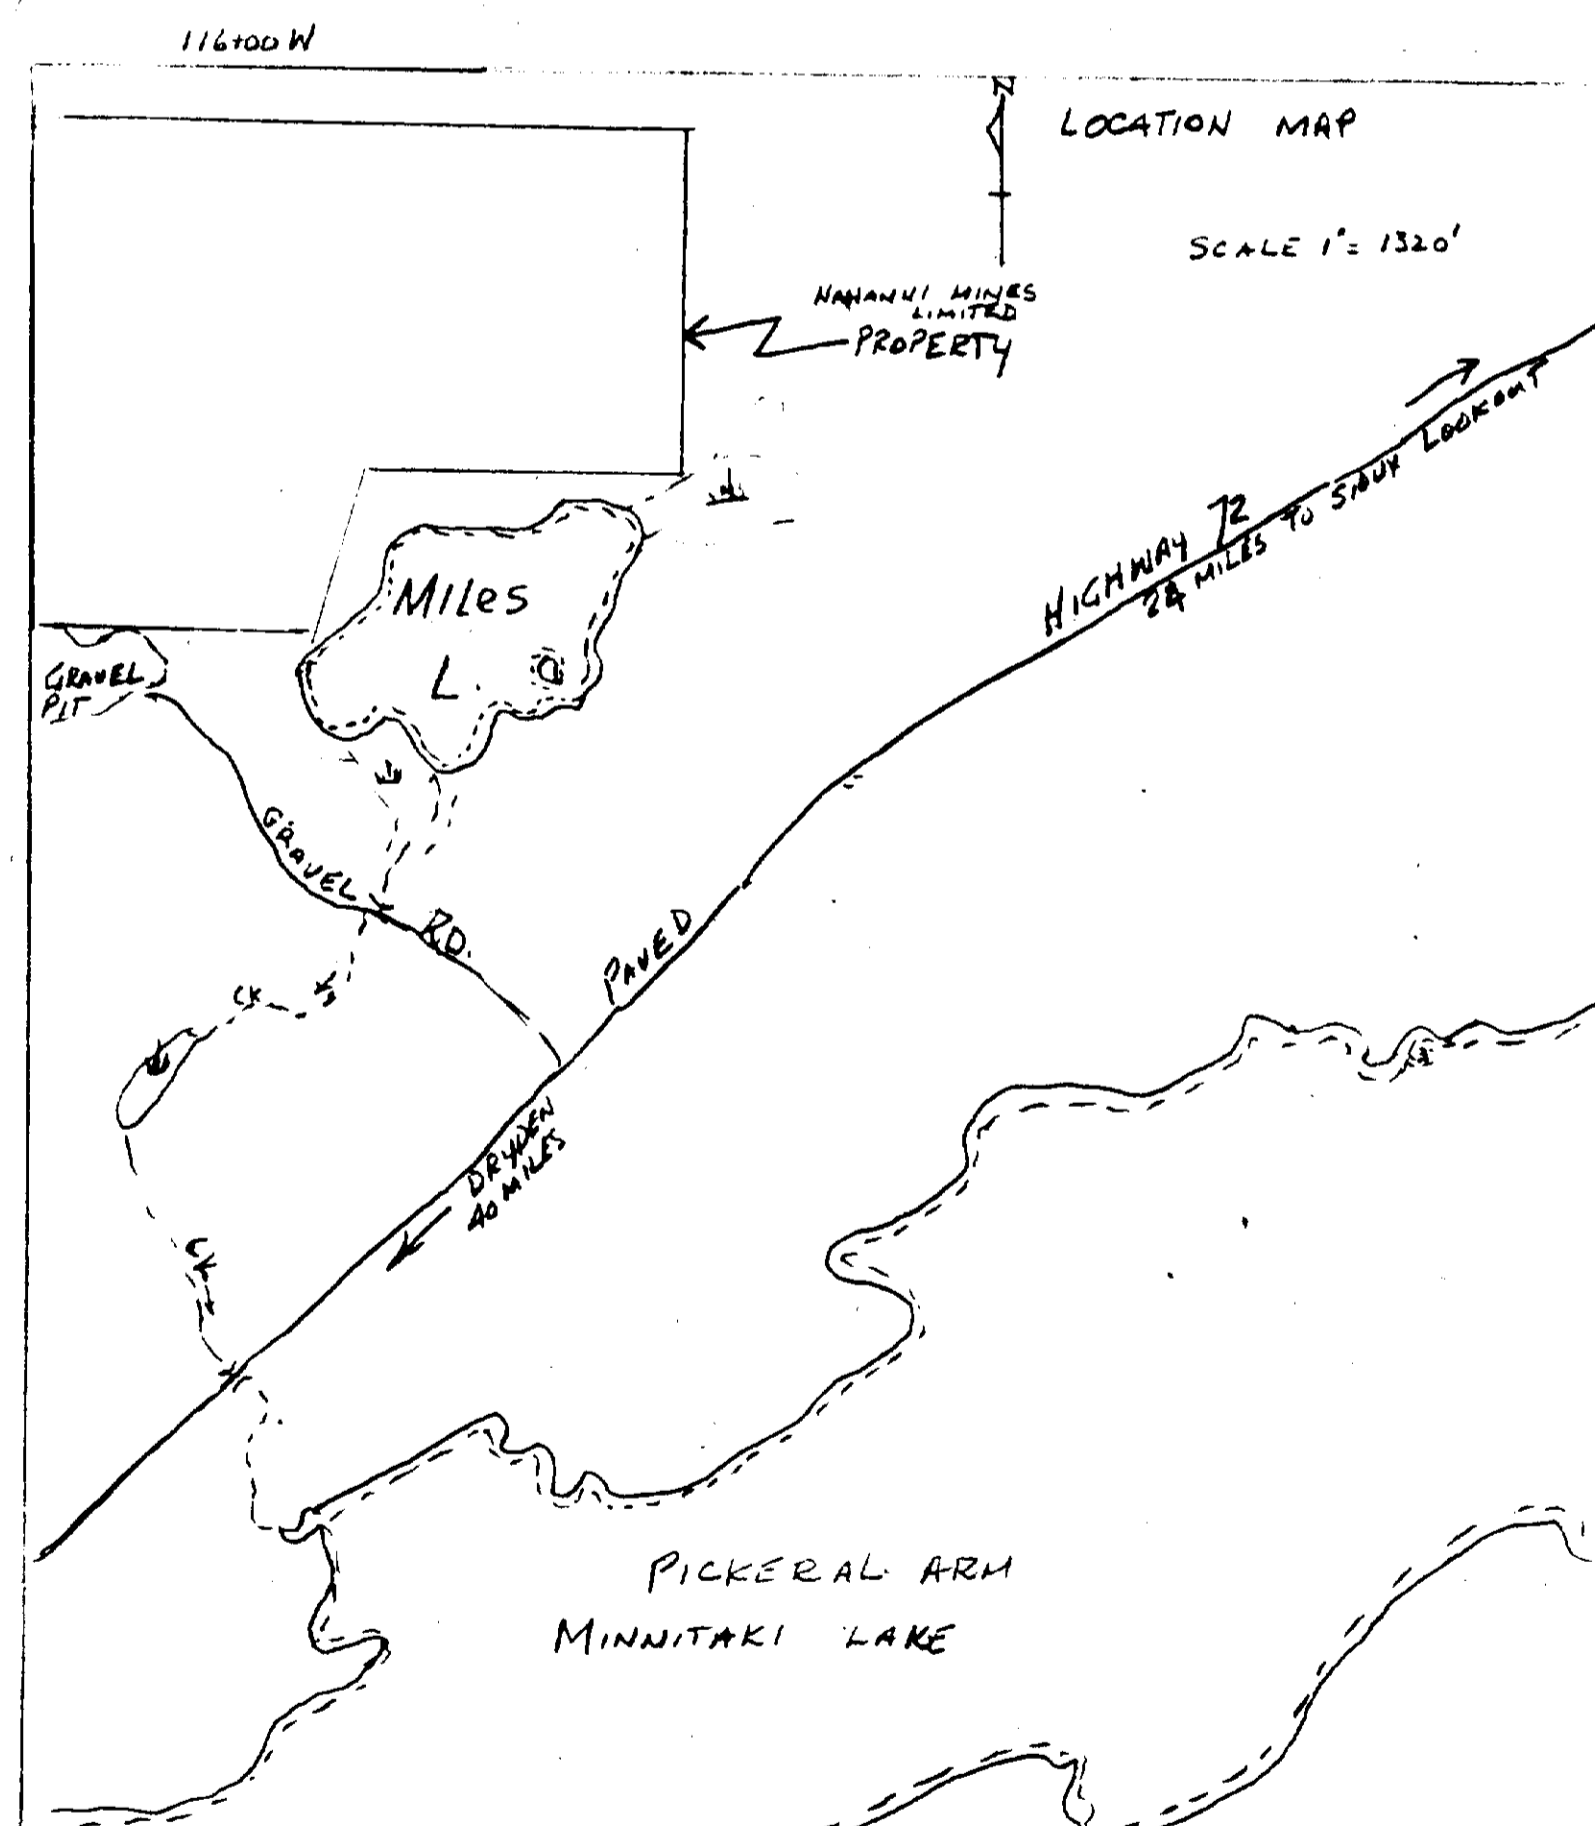 116+00W
N
LOCATION MAP
SCALE 1" = 1320'
NAHANNI MINES
LIMITED
PROPERTY
HIGHWAY 72
24 MILES TO SIOUX LOOKOUT
MILes
L.
GRAVEL
PIT
GRAVEL RD.
PAVED
CK
DRYDEN
40 MILES
CK
PICKERAL ARM
MINNITAKI LAKE